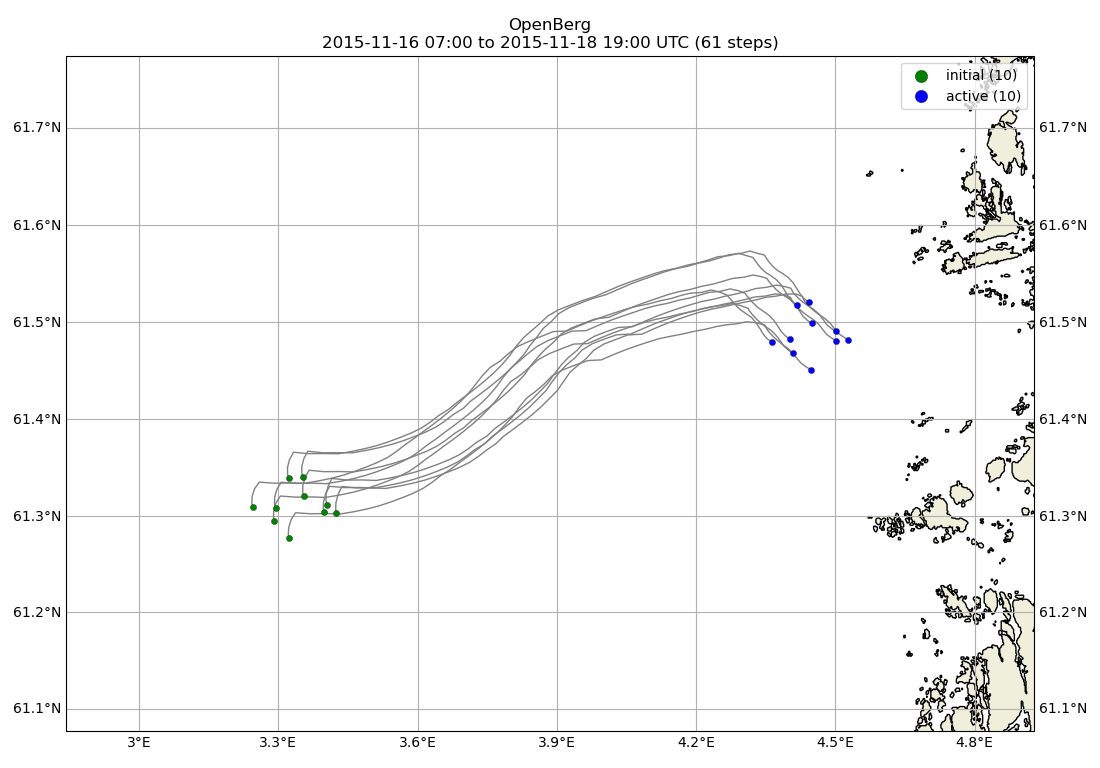 OpenBerg
2015-11-16 07:00 to 2015-11-18 19:00 UTC (61 steps)
initial (10)
active (10)
61.7°N
61.7°N
61.6°N
61.6°N
61.5°N
61.5°N
61.4°N
61.4°N
61.3°N
61.3°N
61.2°N
61.2°N
61.1°N
61.1°N
3°E
3.3°E
3.6°E
3.9°E
4.2°E
4.5°E
4.8°E